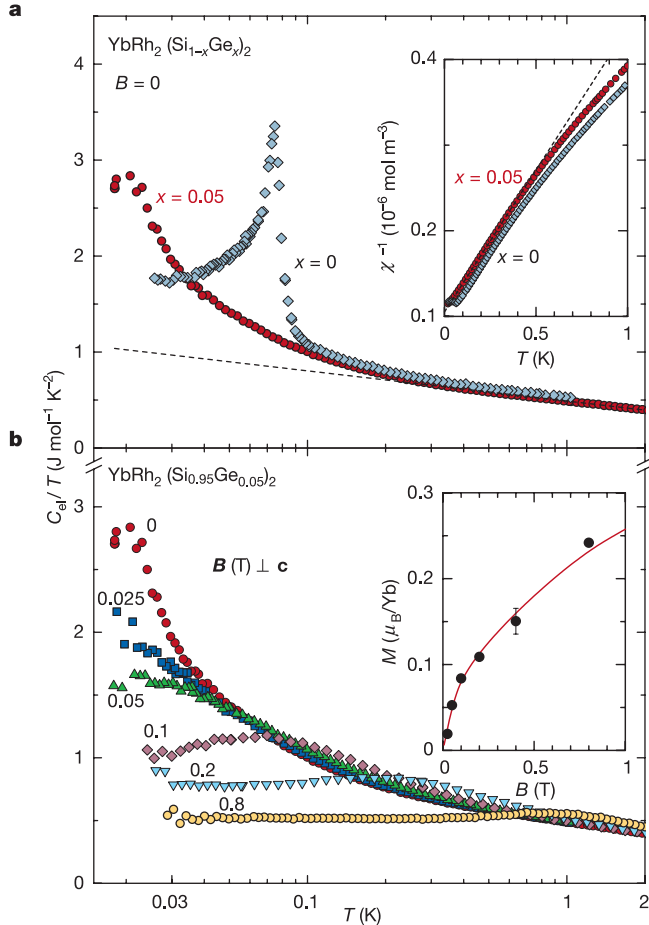 a
YbRh2 (Si1–xGex)2
B = 0
4
3
2
1
0
x = 0.05
x = 0
0.4
0.2
0.1
χ –1 (10–6 mol m–3)
x = 0.05
x = 0
0
0.5
1
T (K)
b
YbRh2 (Si0.95Ge0.05)2
Cel / T (J mol–1 K–2)
3
2
1
0
B (T) ⊥ c
0
0.025
0.05
0.1
0.2
0.8
0.3
0.2
0.1
0
M (μB/Yb)
0
0.5
1
B (T)
0.03
0.1
1
2
T (K)